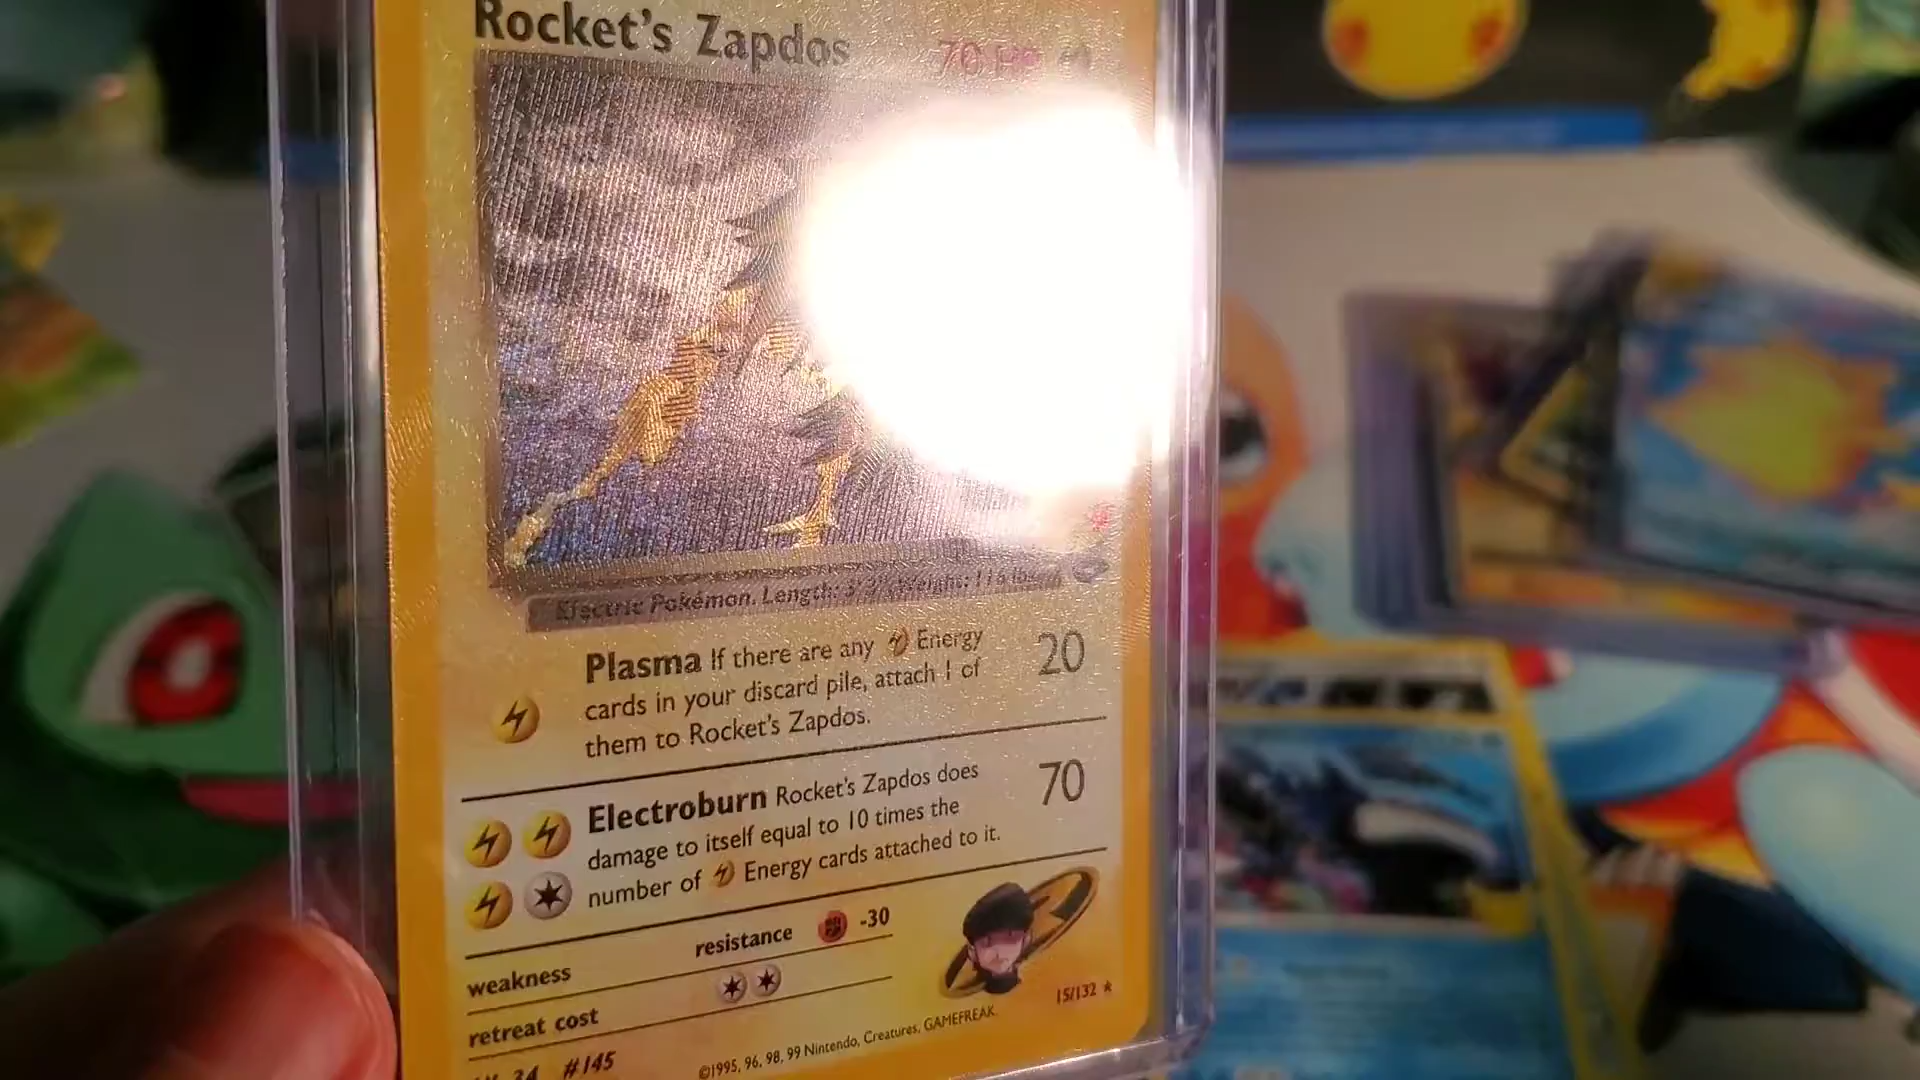 Rocket's Zapdos
70 HP
Electric Pokémon. Length: 5' 3", Weight: 116 lbs.
Plasma If there are any Energy
cards in your discard pile, attach 1 of
them to Rocket's Zapdos.
20
Electroburn Rocket's Zapdos does
damage to itself equal to 10 times the
number of Energy cards attached to it.
70
weakness
resistance -30
retreat cost
15/132
34 #145
©1995, 96, 98, 99 Nintendo, Creatures, GAMEFREAK.